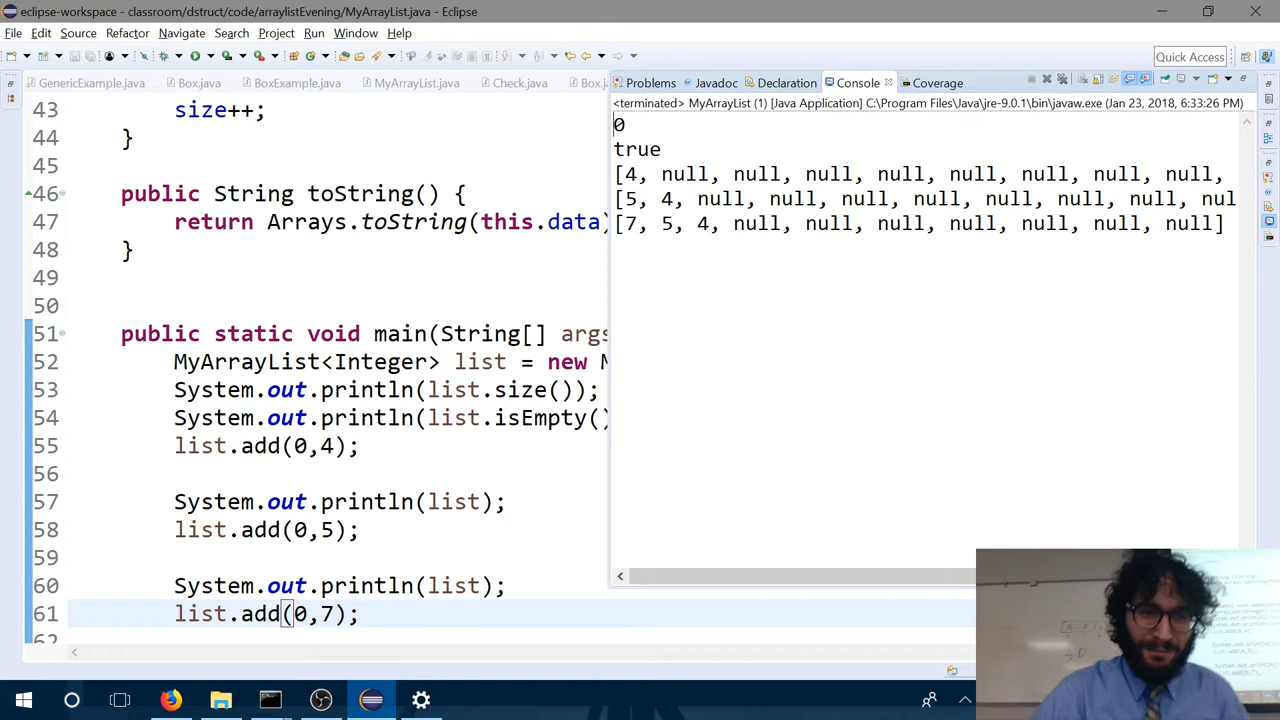 eclipse-workspace - classroom/dstruct/code/arraylistEvening/MyArrayList.java - Eclipse
File Edit Source Refactor Navigate Search Project Run Window Help
Quick Access
GenericExample.java Box.java BoxExample.java MyArrayList.java Check.java Box.j
Problems Javadoc Declaration Console Coverage
<terminated> MyArrayList (1) [Java Application] C:\Program Files\Java\jre-9.0.1\bin\javaw.exe (Jan 23, 2018, 6:33:26 PM)
0
true
[4, null, null, null, null, null, null, null, null,
[5, 4, null, null, null, null, null, null, null, nul
[7, 5, 4, null, null, null, null, null, null, null]
43 size++;
44 }
45
46 public String toString() {
47 return Arrays.toString(this.data)
48 }
49
50
51 public static void main(String[] args
52 MyArrayList<Integer> list = new M
53 System.out.println(list.size());
54 System.out.println(list.isEmpty()
55 list.add(0,4);
56
57 System.out.println(list);
58 list.add(0,5);
59
60 System.out.println(list);
61 list.add(0,7);
62